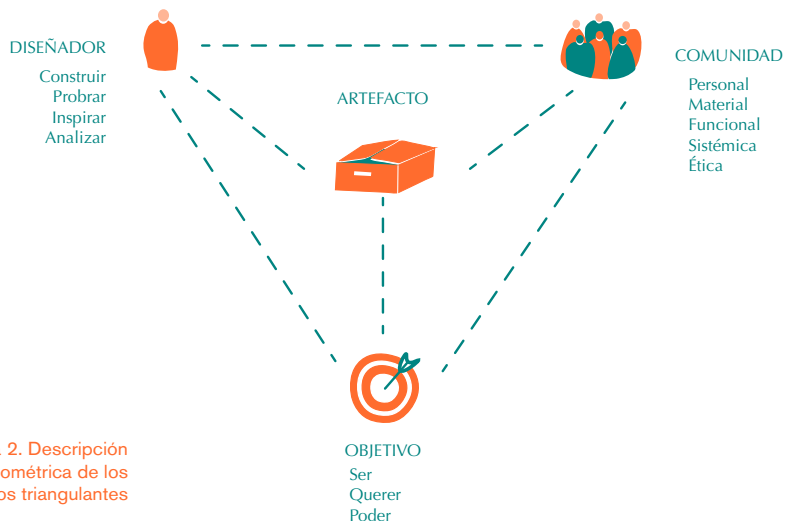 DISEÑADOR
Construir
Probrar
Inspirar
Analizar
ARTEFACTO
COMUNIDAD
Personal
Material
Funcional
Sistémica
Ética
OBJETIVO
Ser
Querer
Poder
2. Descripción
ométrica de los
os triangulantes